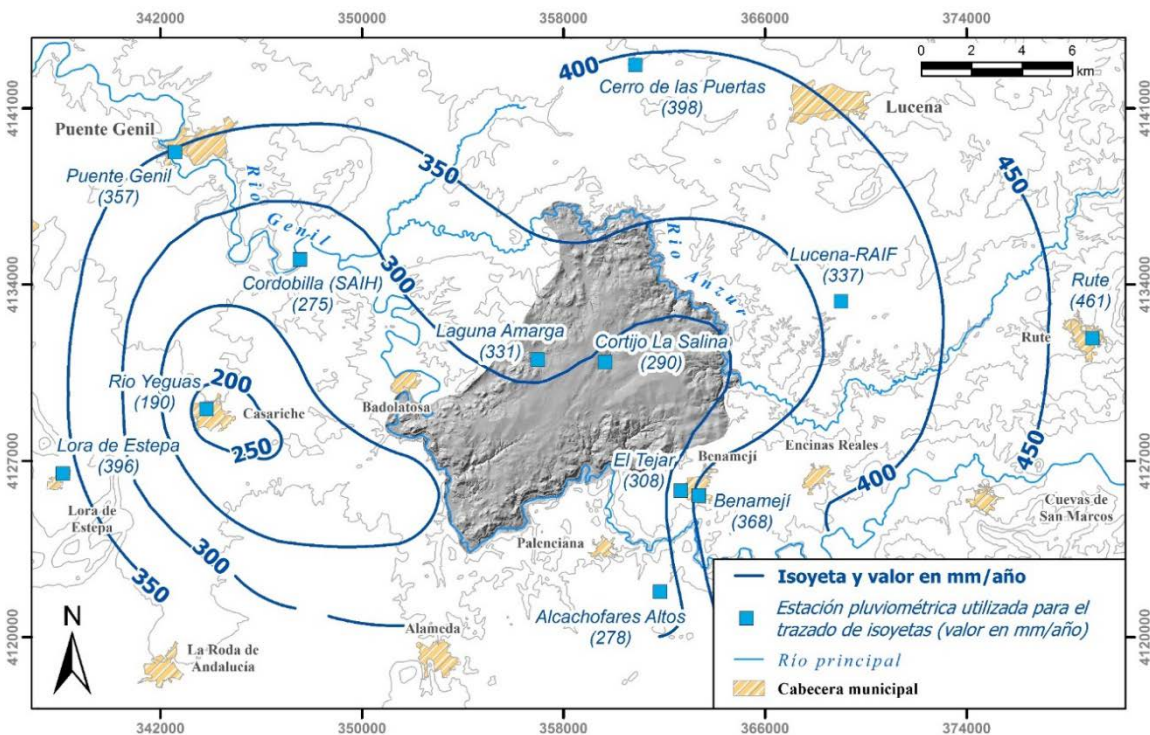 342000
350000
358000
366000
374000
0 2 4 6
km
400
Cerro de las Puertas
(398)
Lucena
4141000
4141000
Puente Genil
Puente Genil
(357)
350
450
Río
Genil
Río Anzur
Lucena-RAIF
(337)
4134000
4134000
Cordobilla (SAIH)
(275)
300
Rute
(461)
Rute
Laguna Amarga
(331)
Cortijo La Salina
(290)
Río Yeguas
(190)
200
Casariche
Badolatosa
250
Lora de Estepa
(396)
4127000
4127000
El Tejar
(308)
Benamejí
Encinas Reales
450
400
Benamejí
(368)
Lora de
Estepa
Cuevas de
San Marcos
Palenciana
300
350
Alcachofares Altos
(278)
4120000
4120000
N
La Roda de
Andalucía
Alameda
Isoyeta y valor en mm/año
Estación pluviométrica utilizada para el
trazado de isoyetas (valor en mm/año)
Río principal
Cabecera municipal
342000
350000
358000
366000
374000